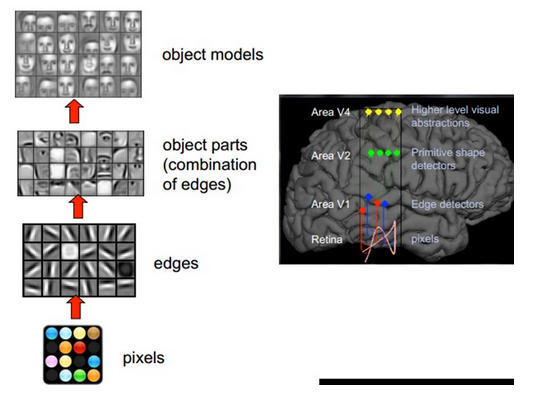 object models
object parts
(combination
of edges)
edges
pixels
Area V4
Higher level visual
abstractions
Area V2
Primitive shape
detectors
Area V1
Edge detectors
Retina
pixels